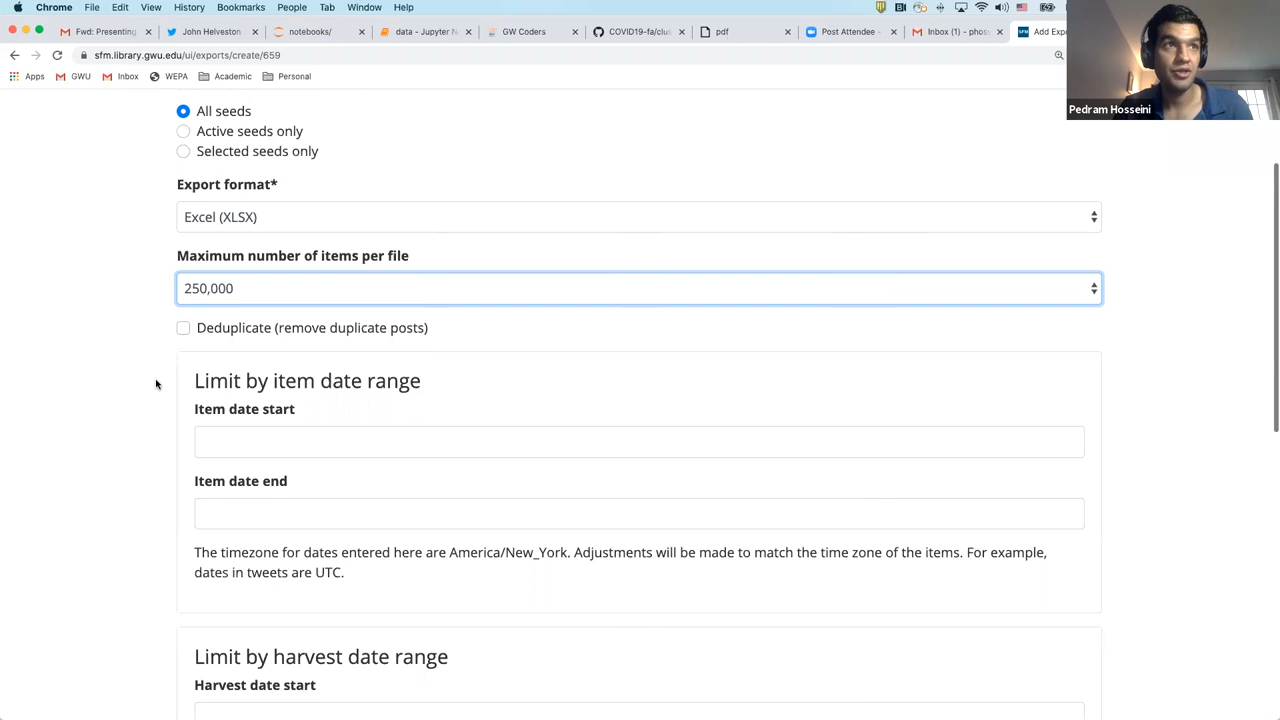 Chrome File Edit View History Bookmarks People Tab Window Help
Fwd: Presenting John Helveston notebooks/ data - Jupyter N GW Coders COVID19-fa/clus pdf Post Attendee - Inbox (1) - phoss Add Exp
sfm.library.gwu.edu/ui/exports/create/659
Apps GWU Inbox WEPA Academic Personal
Pedram Hosseini
All seeds
Active seeds only
Selected seeds only
Export format*
Excel (XLSX)
Maximum number of items per file
250,000
Deduplicate (remove duplicate posts)
Limit by item date range
Item date start
Item date end
The timezone for dates entered here are America/New_York. Adjustments will be made to match the time zone of the items. For example,
dates in tweets are UTC.
Limit by harvest date range
Harvest date start